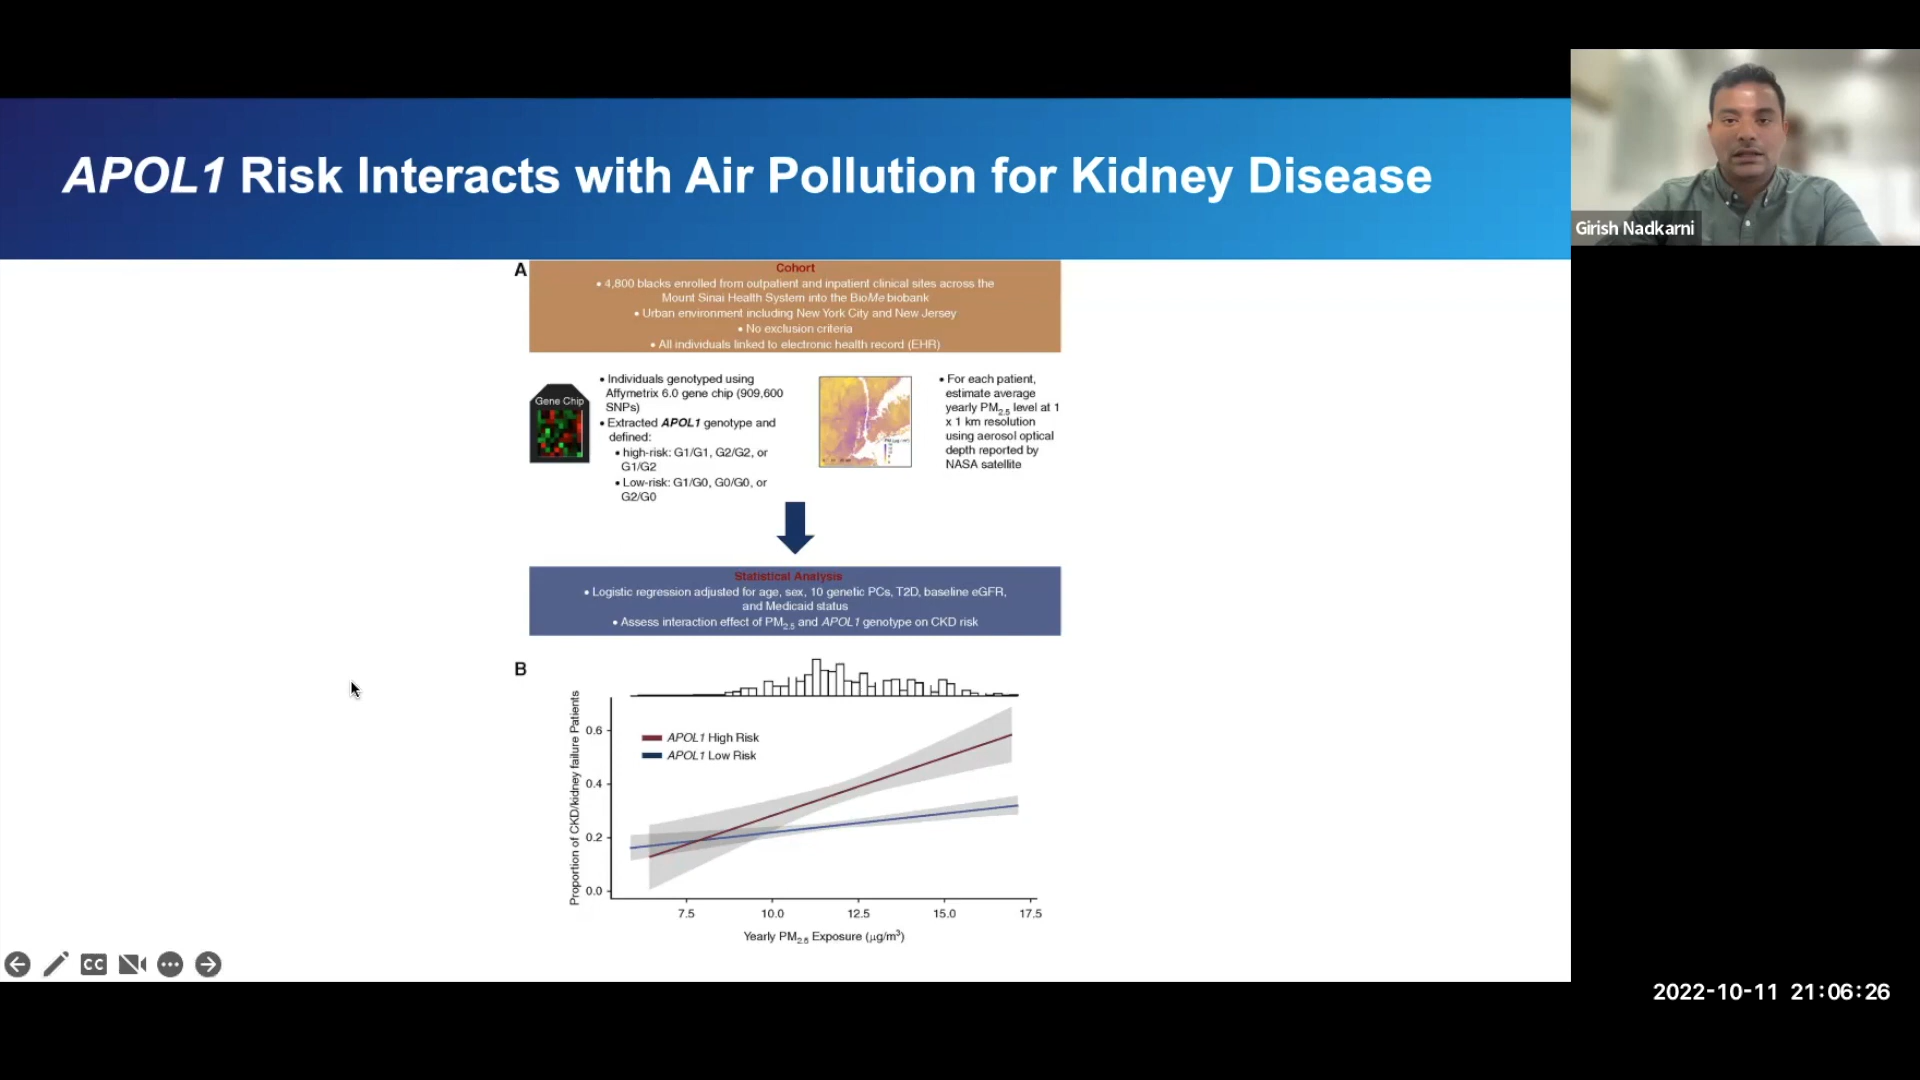 APOL1 Risk Interacts with Air Pollution for Kidney Disease
Girish Nadkarni
A
Cohort
• 4,800 blacks enrolled from outpatient and inpatient clinical sites across the
Mount Sinai Health System into the BioMe biobank
• Urban environment including New York City and New Jersey
• No exclusion criteria
• All individuals linked to electronic health record (EHR)
Gene Chip
• Individuals genotyped using
Affymetrix 6.0 gene chip (909,600
SNPs)
• Extracted APOL1 genotype and
defined:
• high-risk: G1/G1, G2/G2, or
G1/G2
• Low-risk: G1/G0, G0/G0, or
G2/G0
• For each patient,
estimate average
yearly PM2.5 level at 1
x 1 km resolution
using aerosol optical
depth reported by
NASA satellite
Statistical Analysis
• Logistic regression adjusted for age, sex, 10 genetic PCs, T2D, baseline eGFR,
and Medicaid status
• Assess interaction effect of PM2.5 and APOL1 genotype on CKD risk
B
Proportion of CKD/kidney failure Patients
0.6
0.4
0.2
0.0
APOL1 High Risk
APOL1 Low Risk
7.5 10.0 12.5 15.0 17.5
Yearly PM2.5 Exposure (μg/m3)
CC
2022-10-11 21:06:26